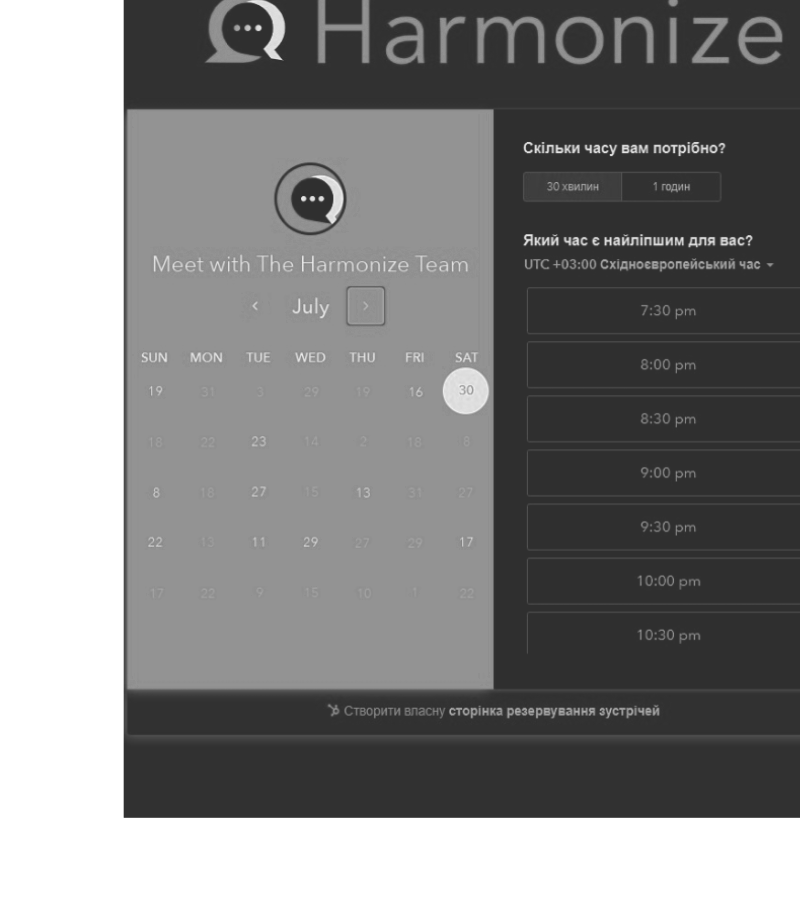 Harmonize
Meet with The Harmonize Team
July
SUN MON TUE WED THU FRI SAT
19 31 3 29 19 16 30
18 22 23 14 2 18 8
8 18 27 15 13 31 27
22 13 11 29 27 29 17
17 22 9 15 10 1 22
Скільки часу вам потрібно?
30 хвилин 1 годин
Який час є найліпшим для вас?
UTC +03:00 Східноєвропейський час
7:30 pm
8:00 pm
8:30 pm
9:00 pm
9:30 pm
10:00 pm
10:30 pm
Створити власну сторінка резервування зустрічей